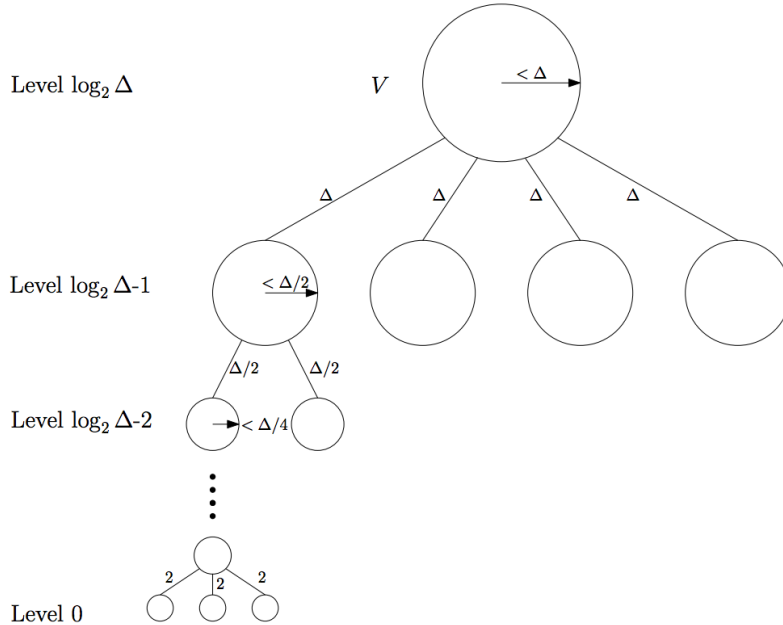 Level log₂ Δ
V
< Δ
Δ
Δ
Δ
Δ
Level log₂ Δ-1
< Δ/2
Δ/2
Δ/2
Level log₂ Δ-2
< Δ/4
2
2
2
Level 0